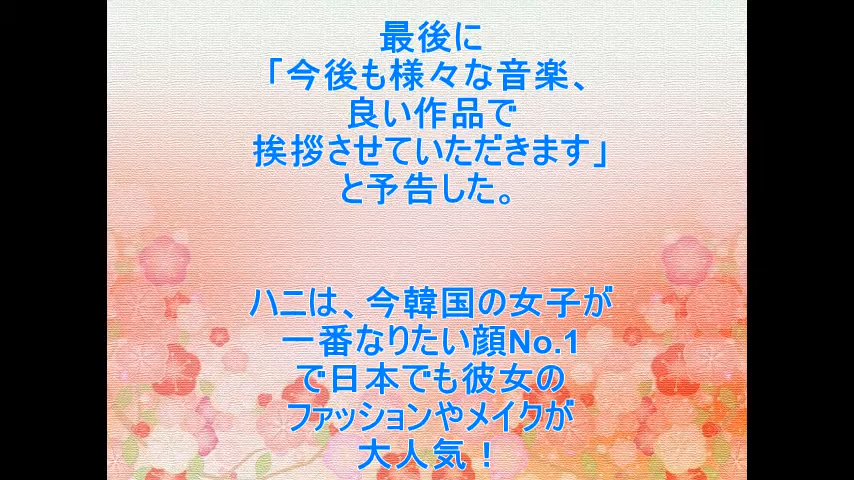 最後に
「今後も様々な音楽、
良い作品で
挨拶させていただきます」
と予告した。
ハニは、今韓国の女子が
一番なりたい顔No.1
で日本でも彼女の
ファッションやメイクが
大人気！